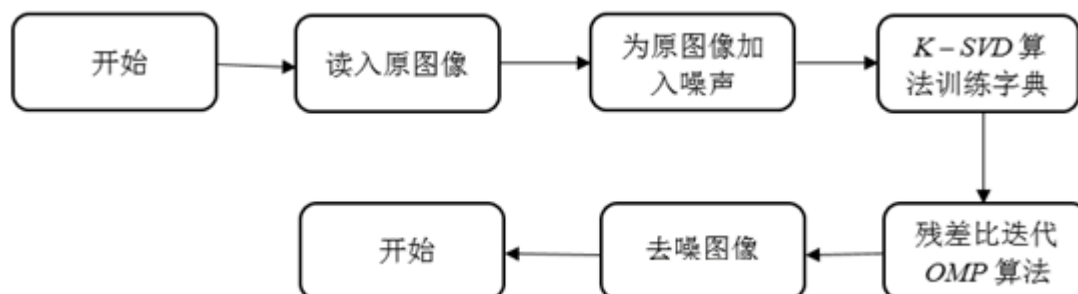 开始
读入原图像
为原图像加
入噪声
K-SVD 算
法训练字典
残差比迭代
OMP 算法
去噪图像
开始